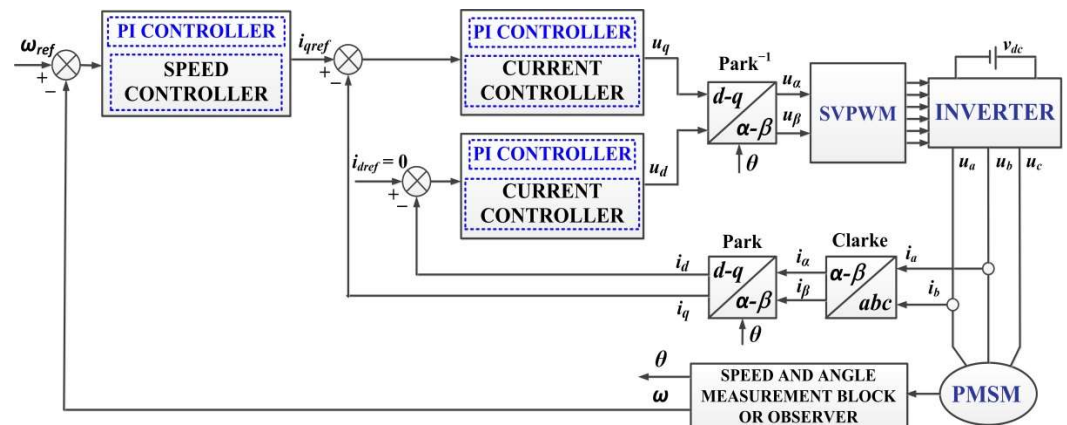 ω_ref
+
−
PI CONTROLLER
SPEED
CONTROLLER
i_qref
+
−
PI CONTROLLER
CURRENT
CONTROLLER
u_q
i_dref = 0
+
−
PI CONTROLLER
CURRENT
CONTROLLER
u_d
Park⁻¹
d-q
α-β
θ
u_α
u_β
SVPWM
v_dc
INVERTER
u_a
u_b
u_c
Park
d-q
α-β
θ
i_d
i_q
Clarke
α-β
abc
i_α
i_β
i_a
i_b
θ
ω
SPEED AND ANGLE
MEASUREMENT BLOCK
OR OBSERVER
PMSM